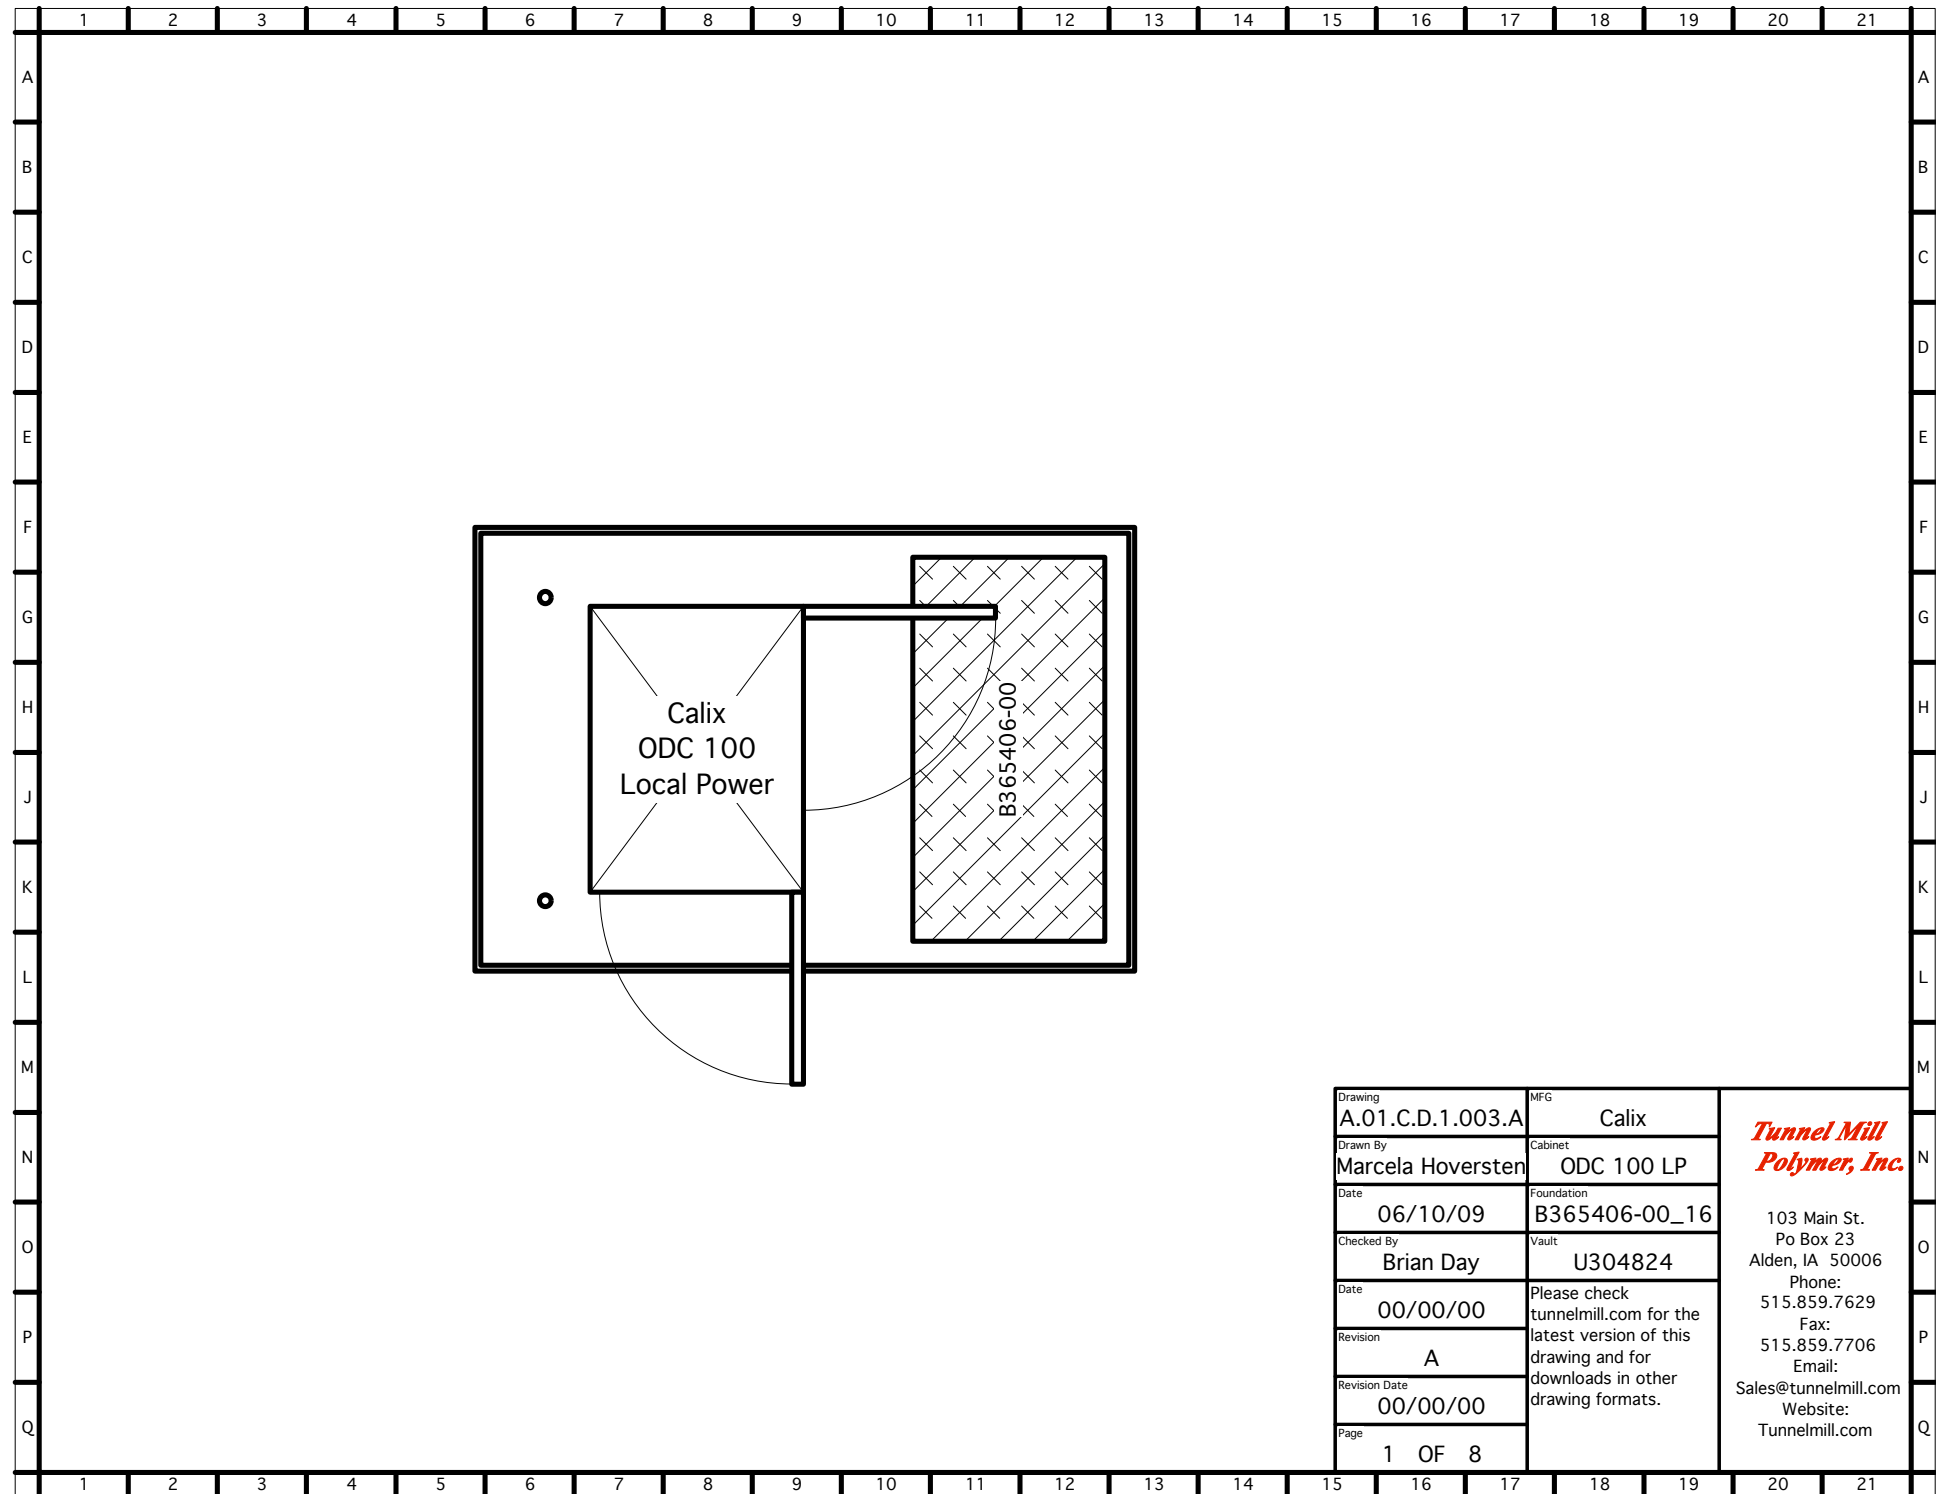 1 2 3 4 5 6 7 8 9 10 11 12 13 14 15 16 17 18 19 20 21
A A
B B
C C
D D
E E
F F
G G
H H
J J
K K
L L
M M
N N
O O
P P
Q Q
Calix
ODC 100
Local Power
B365406-00
Drawing
A.01.C.D.1.003.A
MFG
Calix
Drawn By
Marcela Hoversten
Cabinet
ODC 100 LP
Date
06/10/09
Foundation
B365406-00_16
Checked By
Brian Day
Vault
U304824
Date
00/00/00
Revision
A
Revision Date
00/00/00
Page
1 OF 8
Please check
tunnelmill.com for the
latest version of this
drawing and for
downloads in other
drawing formats.
Tunnel Mill
Polymer, Inc.
103 Main St.
Po Box 23
Alden, IA 50006
Phone:
515.859.7629
Fax:
515.859.7706
Email:
Sales@tunnelmill.com
Website:
Tunnelmill.com
1 2 3 4 5 6 7 8 9 10 11 12 13 14 15 16 17 18 19 20 21